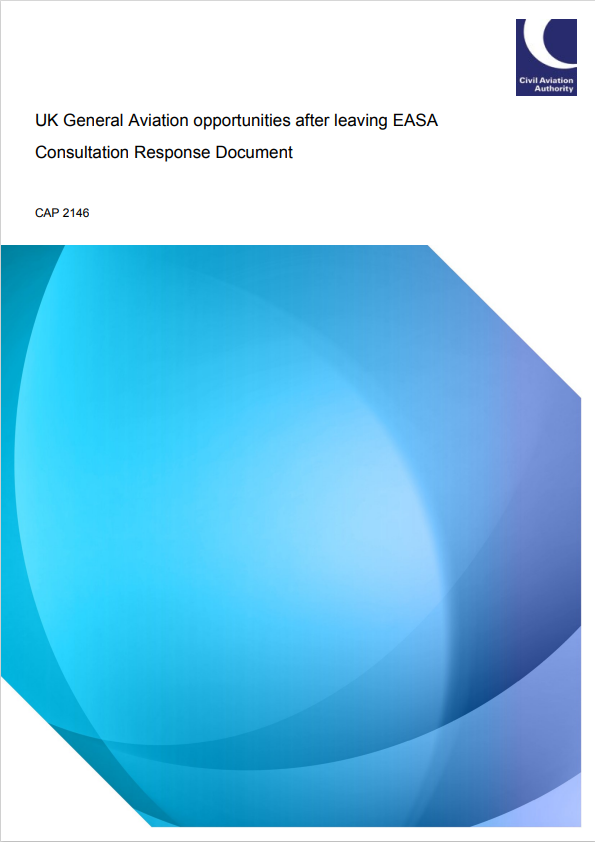 Civil Aviation
Authority
UK General Aviation opportunities after leaving EASA
Consultation Response Document
CAP 2146